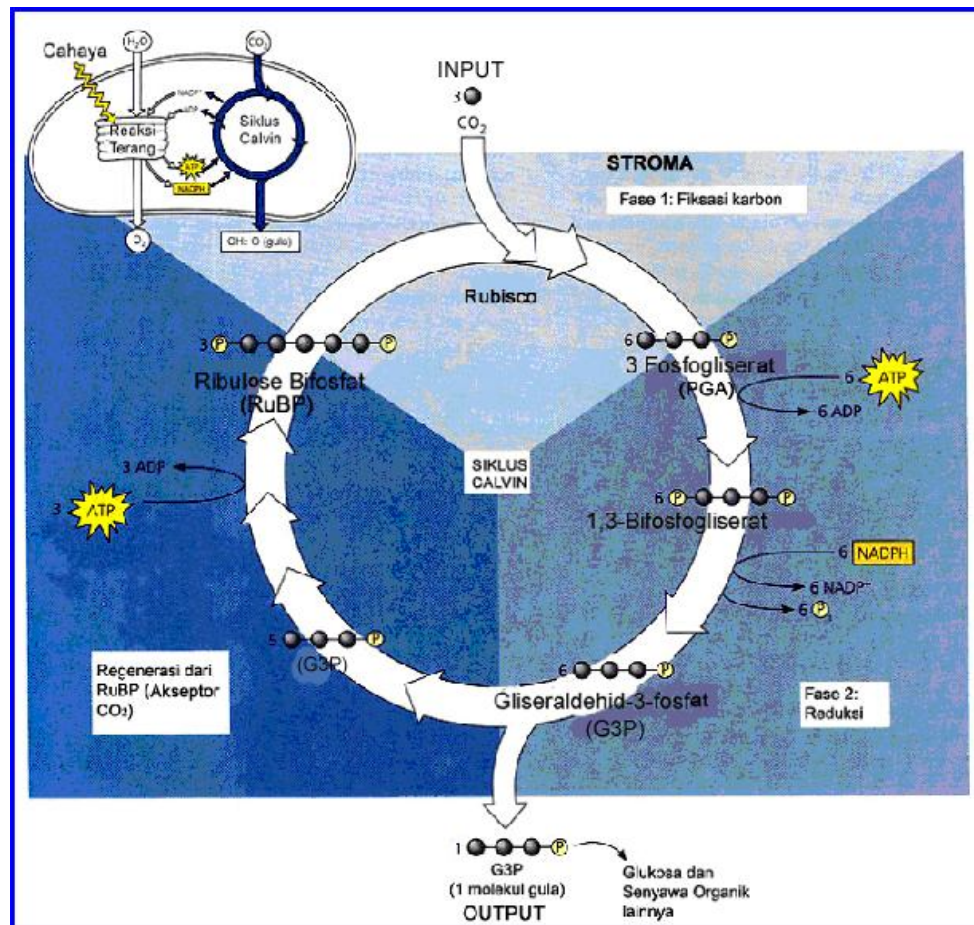 Cahaya
H₂O
CO₂
NADP⁺
ADP
Reaksi
Terang
Siklus
Calvin
ATP
NADPH
O₂
CH₂O (gula)
INPUT
3
CO₂
STROMA
Fase 1: Fiksasi karbon
Rubisco
3 P P
Ribulose Bifosfat
(RuBP)
6 P
3 Fosfogliserat
(PGA)
6 ATP
6 ADP
SIKLUS
CALVIN
3 ADP
3 ATP
6 P P
1,3-Bifosfogliserat
6 NADPH
6 NADP⁺
6 Pi
5 P
(G3P)
6 P
Gliseraldehid-3-fosfat
(G3P)
Regenerasi dari
RuBP (Akseptor
CO₂)
Fase 2:
Reduksi
1 P
G3P
(1 molekul gula)
OUTPUT
Glukosa dan
Senyawa Organik
lainnya